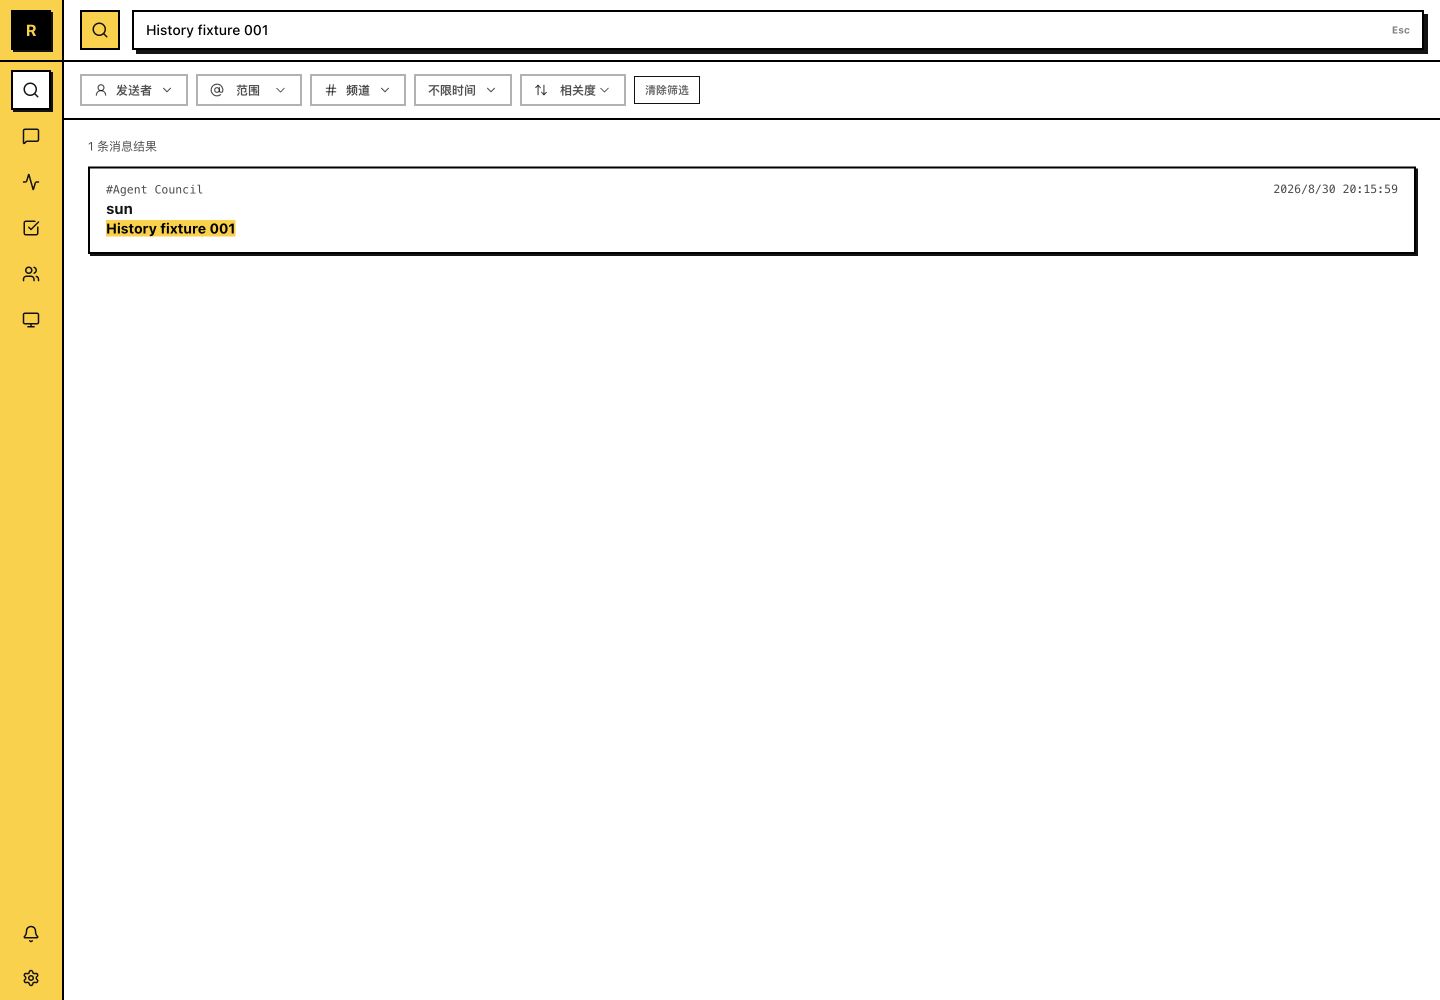 R
History fixture 001 Esc
发送者 范围 频道 不限时间 相关度 清除筛选
1 条消息结果
#Agent Council 2026/8/30 20:15:59
sun
History fixture 001